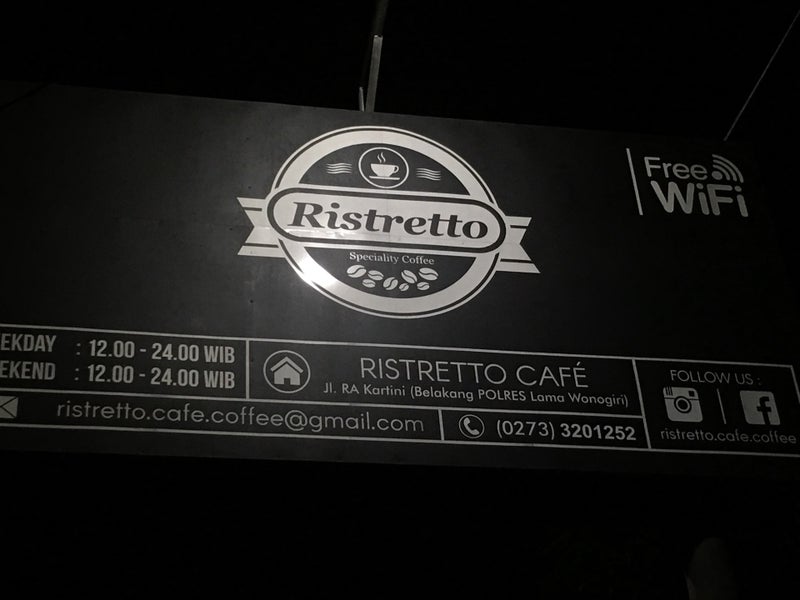 Free
WiFi
Ristretto
Speciality Coffee
EKDAY : 12.00 - 24.00 WIB
EKEND : 12.00 - 24.00 WIB
RISTRETTO CAFÉ
Jl. RA Kartini (Belakang POLRES Lama Wonogiri)
FOLLOW US :
ristretto.cafe.coffee
ristretto.cafe.coffee@gmail.com
(0273) 3201252